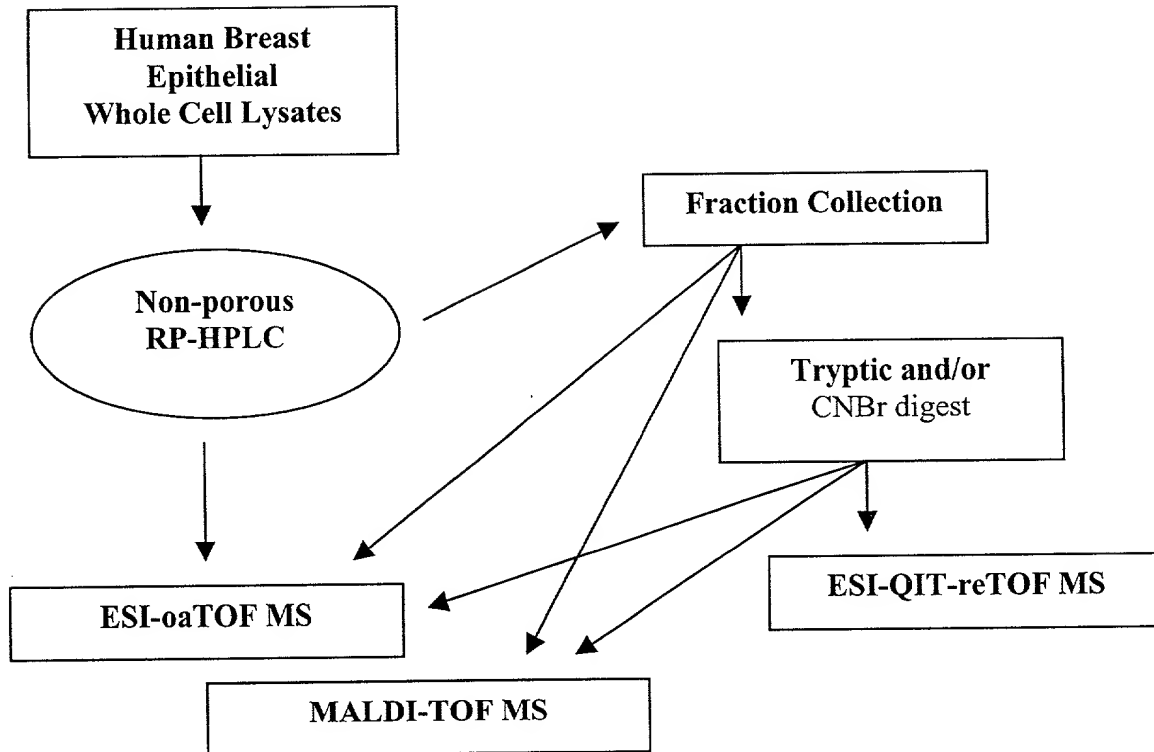 Human Breast
Epithelial
Whole Cell Lysates
Fraction Collection
Non-porous
RP-HPLC
Tryptic and/or
CNBr digest
ESI-QIT-reTOF MS
ESI-oaTOF MS
MALDI-TOF MS